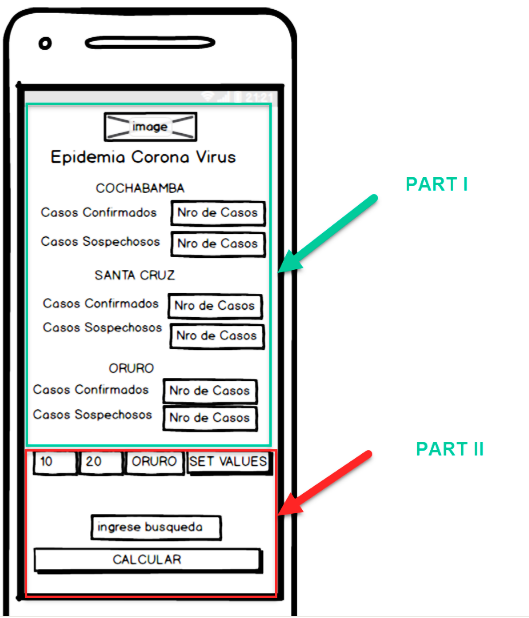 image
Epidemia Corona Virus
COCHABAMBA
Casos Confirmados Nro de Casos
Casos Sospechosos Nro de Casos
SANTA CRUZ
Casos Confirmados Nro de Casos
Casos Sospechosos Nro de Casos
ORURO
Casos Confirmados Nro de Casos
Casos Sospechosos Nro de Casos
10 20 ORURO SET VALUES
ingrese busqueda
CALCULAR
PART I
PART II